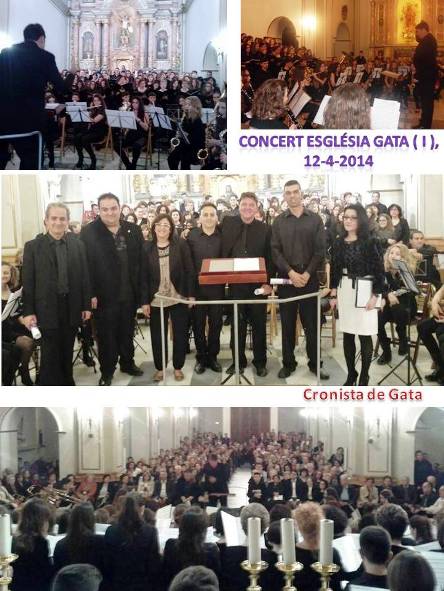 CONCERT ESGLÉSIA GATA ( I ),
12-4-2014
Cronista de Gata